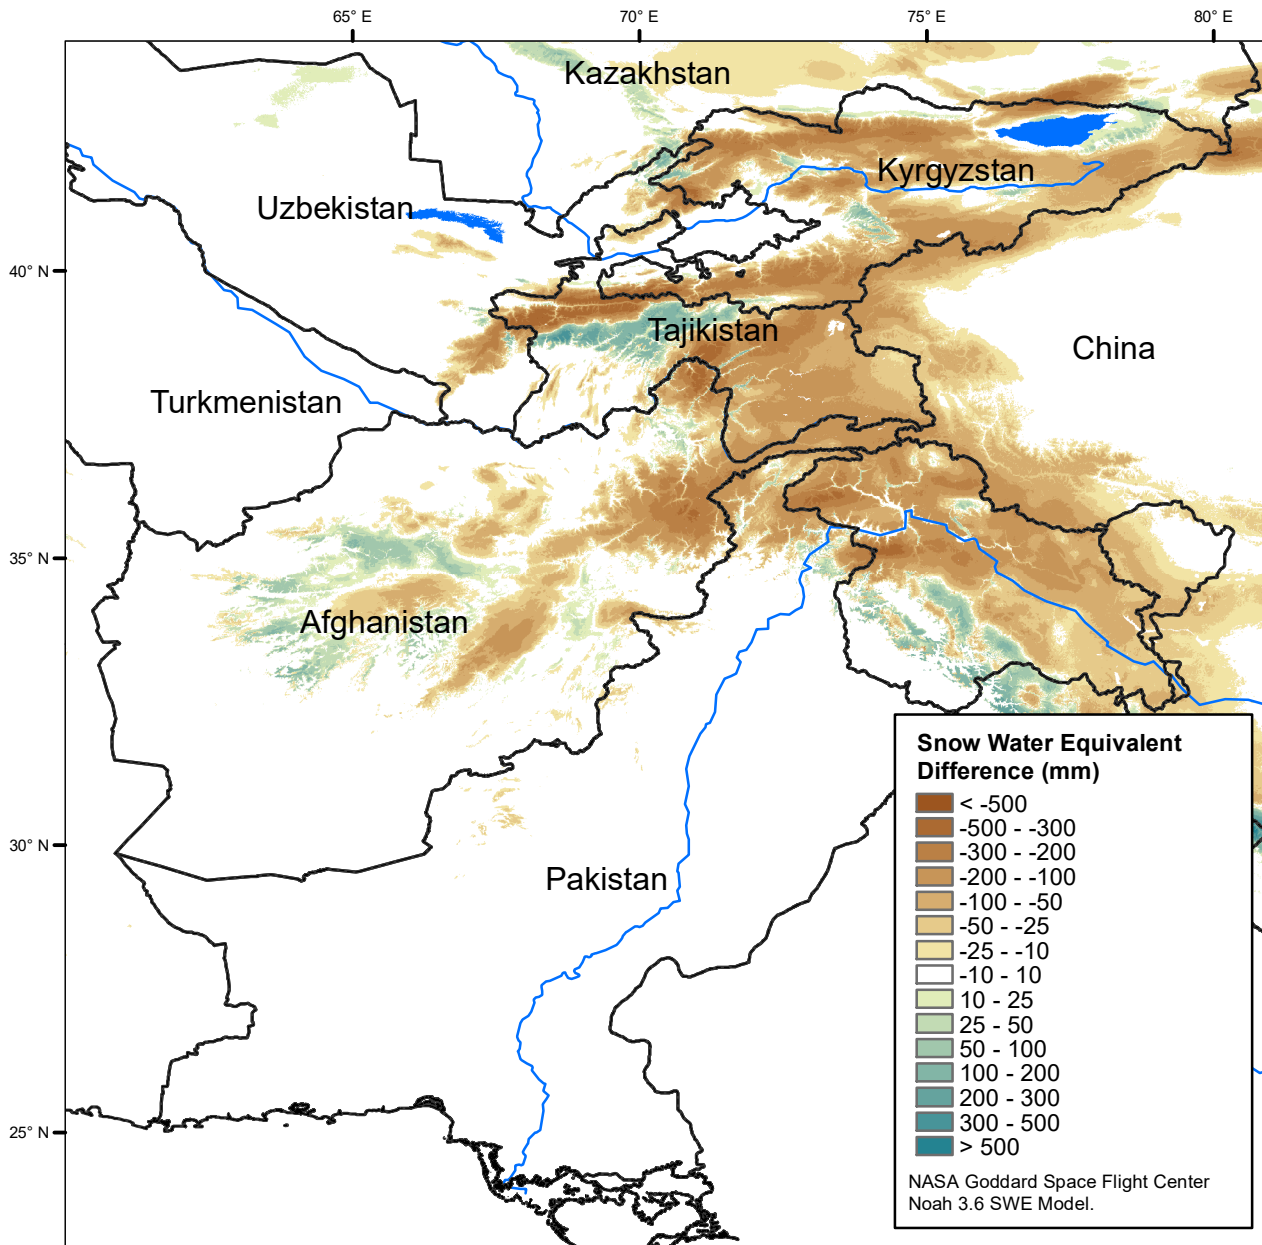 65° E
70° E
75° E
80° E
Kazakhstan
Kyrgyzstan
Uzbekistan
40° N
Tajikistan
China
Turkmenistan
35° N
Afghanistan
30° N
Pakistan
25° N
Snow Water Equivalent
Difference (mm)
< -500
-500 - -300
-300 - -200
-200 - -100
-100 - -50
-50 - -25
-25 - -10
-10 - 10
10 - 25
25 - 50
50 - 100
100 - 200
200 - 300
300 - 500
> 500
NASA Goddard Space Flight Center
Noah 3.6 SWE Model.